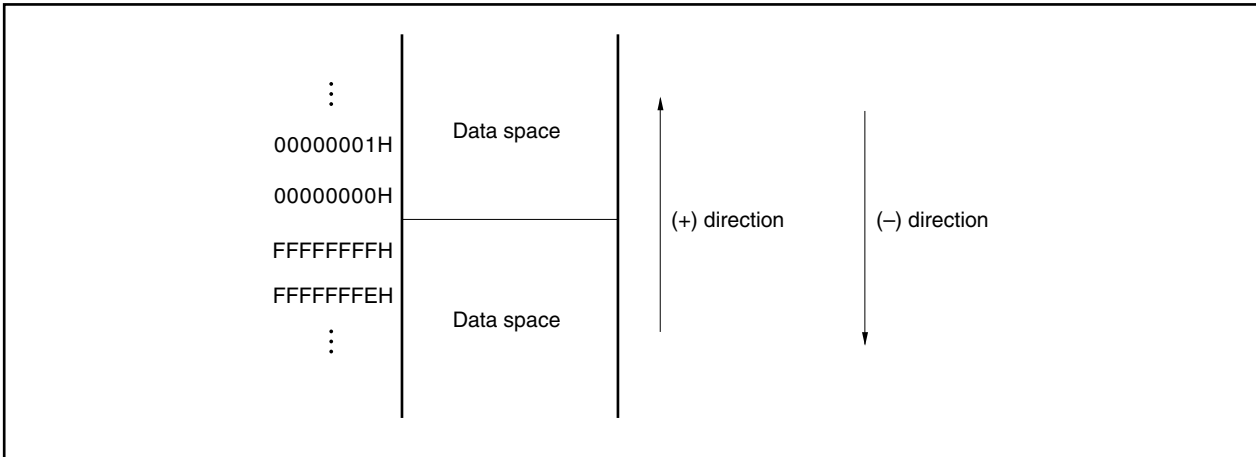 ⋮
00000001H
Data space
00000000H
(+) direction
(–) direction
FFFFFFFFH
FFFFFFFEH
Data space
⋮